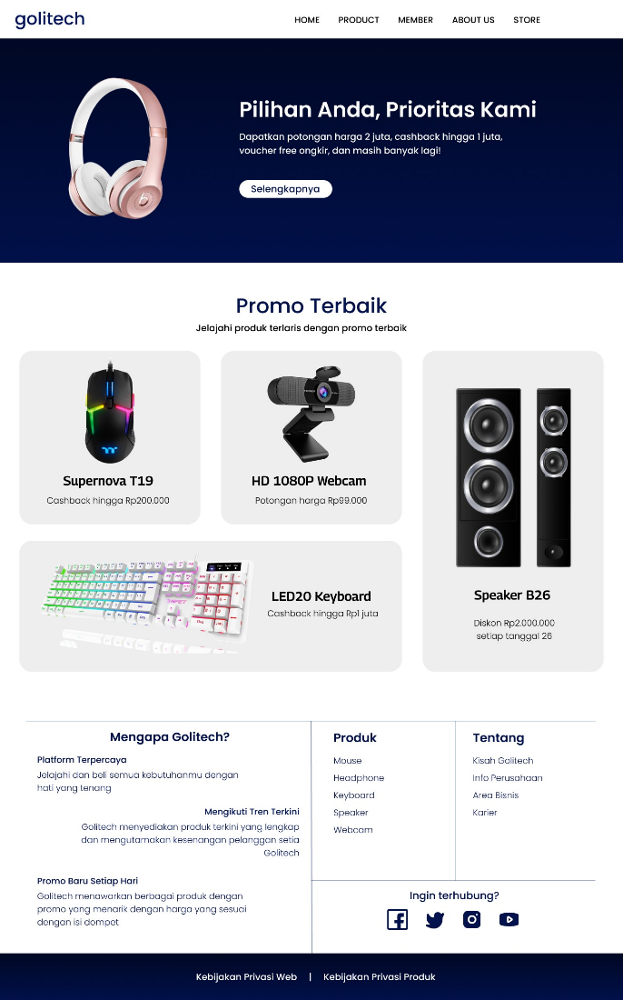 golitech
HOME PRODUCT MEMBER ABOUT US STORE
Pilihan Anda, Prioritas Kami
Dapatkan potongan harga 2 juta, cashback hingga 1 juta,
voucher free ongkir, dan masih banyak lagi!
Selengkapnya
Promo Terbaik
Jelajahi produk terlaris dengan promo terbaik
Supernova T19
Cashback hingga Rp200.000
HD 1080P Webcam
Potongan harga Rp99.000
LED20 Keyboard
Cashback hingga Rp1 juta
Speaker B26
Diskon Rp2.000.000
setiap tanggal 26
Mengapa Golitech?
Platform Terpercaya
Jelajahi dan beli semua kebutuhanmu dengan
hati yang tenang
Mengikuti Tren Terkini
Golitech menyediakan produk terkini yang lengkap
dan mengutamakan kesenangan pelanggan setia
Golitech
Promo Baru Setiap Hari
Golitech menawarkan berbagai produk dengan
promo yang menarik dengan harga yang sesuai
dengan isi dompet
Produk
Mouse
Headphone
Keyboard
Speaker
Webcam
Tentang
Kisah Golitech
Info Perusahaan
Area Bisnis
Karier
Ingin terhubung?
Kebijakan Privasi Web | Kebijakan Privasi Produk